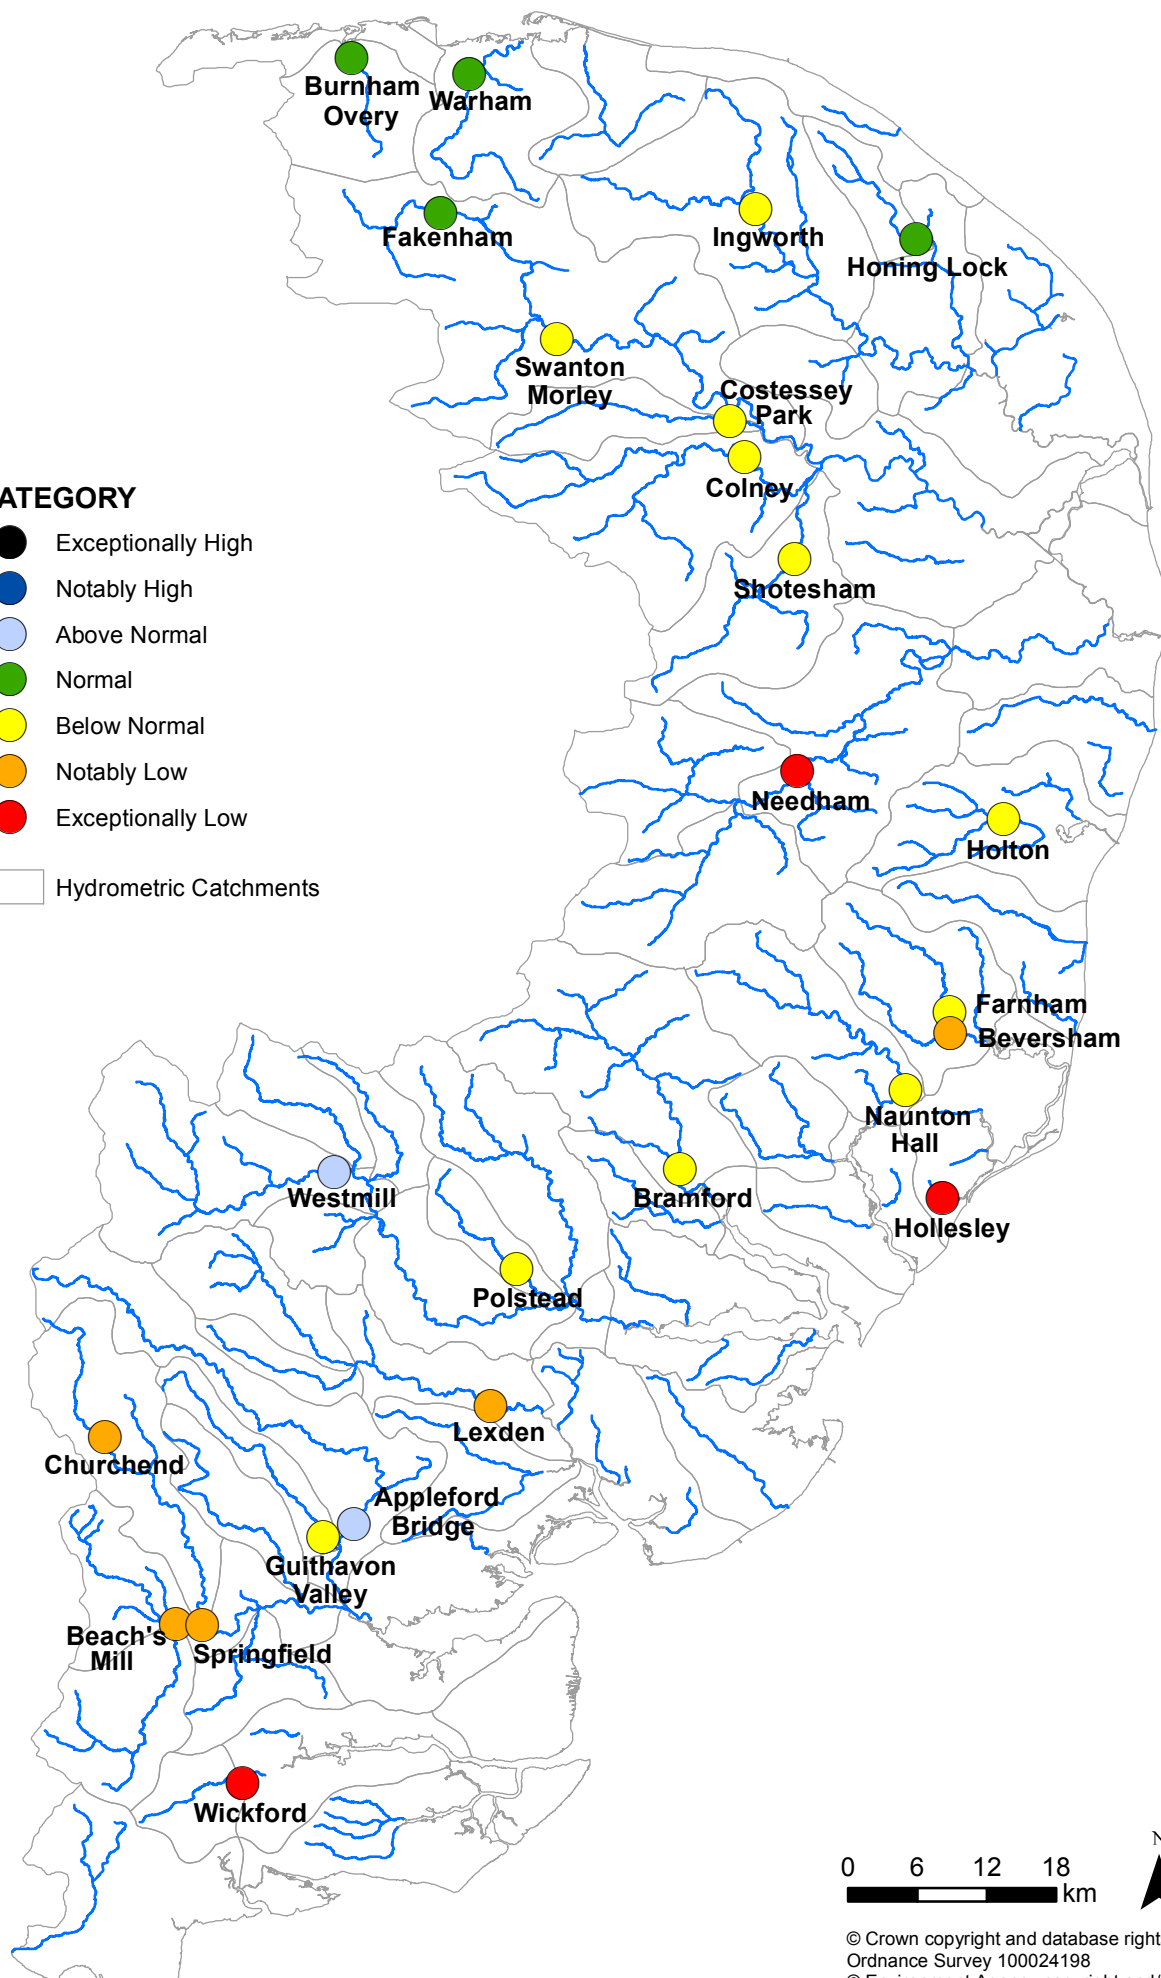 Burnham
Overy
Warham
Fakenham
Ingworth
Honing Lock
Swanton
Morley
Costessey
Park
Colney
Shotesham
ATEGORY
Exceptionally High
Notably High
Above Normal
Normal
Below Normal
Notably Low
Exceptionally Low
Hydrometric Catchments
Needham
Holton
Farnham
Beversham
Naunton
Hall
Westmill
Bramford
Hollesley
Polstead
Lexden
Churchend
Appleford
Bridge
Guithavon
Valley
Beach's
Mill
Springfield
Wickford
N
0 6 12 18
km
© Crown copyright and database right
Ordnance Survey 100024198